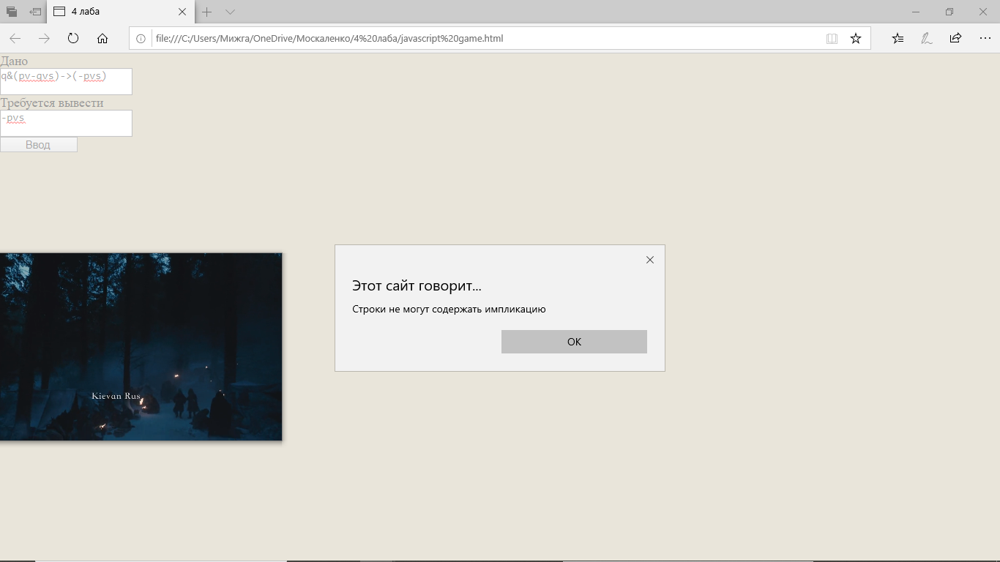 4 лаба
file:///C:/Users/Мижга/OneDrive/Москаленко/4%20лаба/javascript%20game.html
Дано
q&(pv-qvs)->(-pvs)
Требуется вывести
-pvs
Ввод
Этот сайт говорит...
Строки не могут содержать импликацию
OK
Kievan Rus